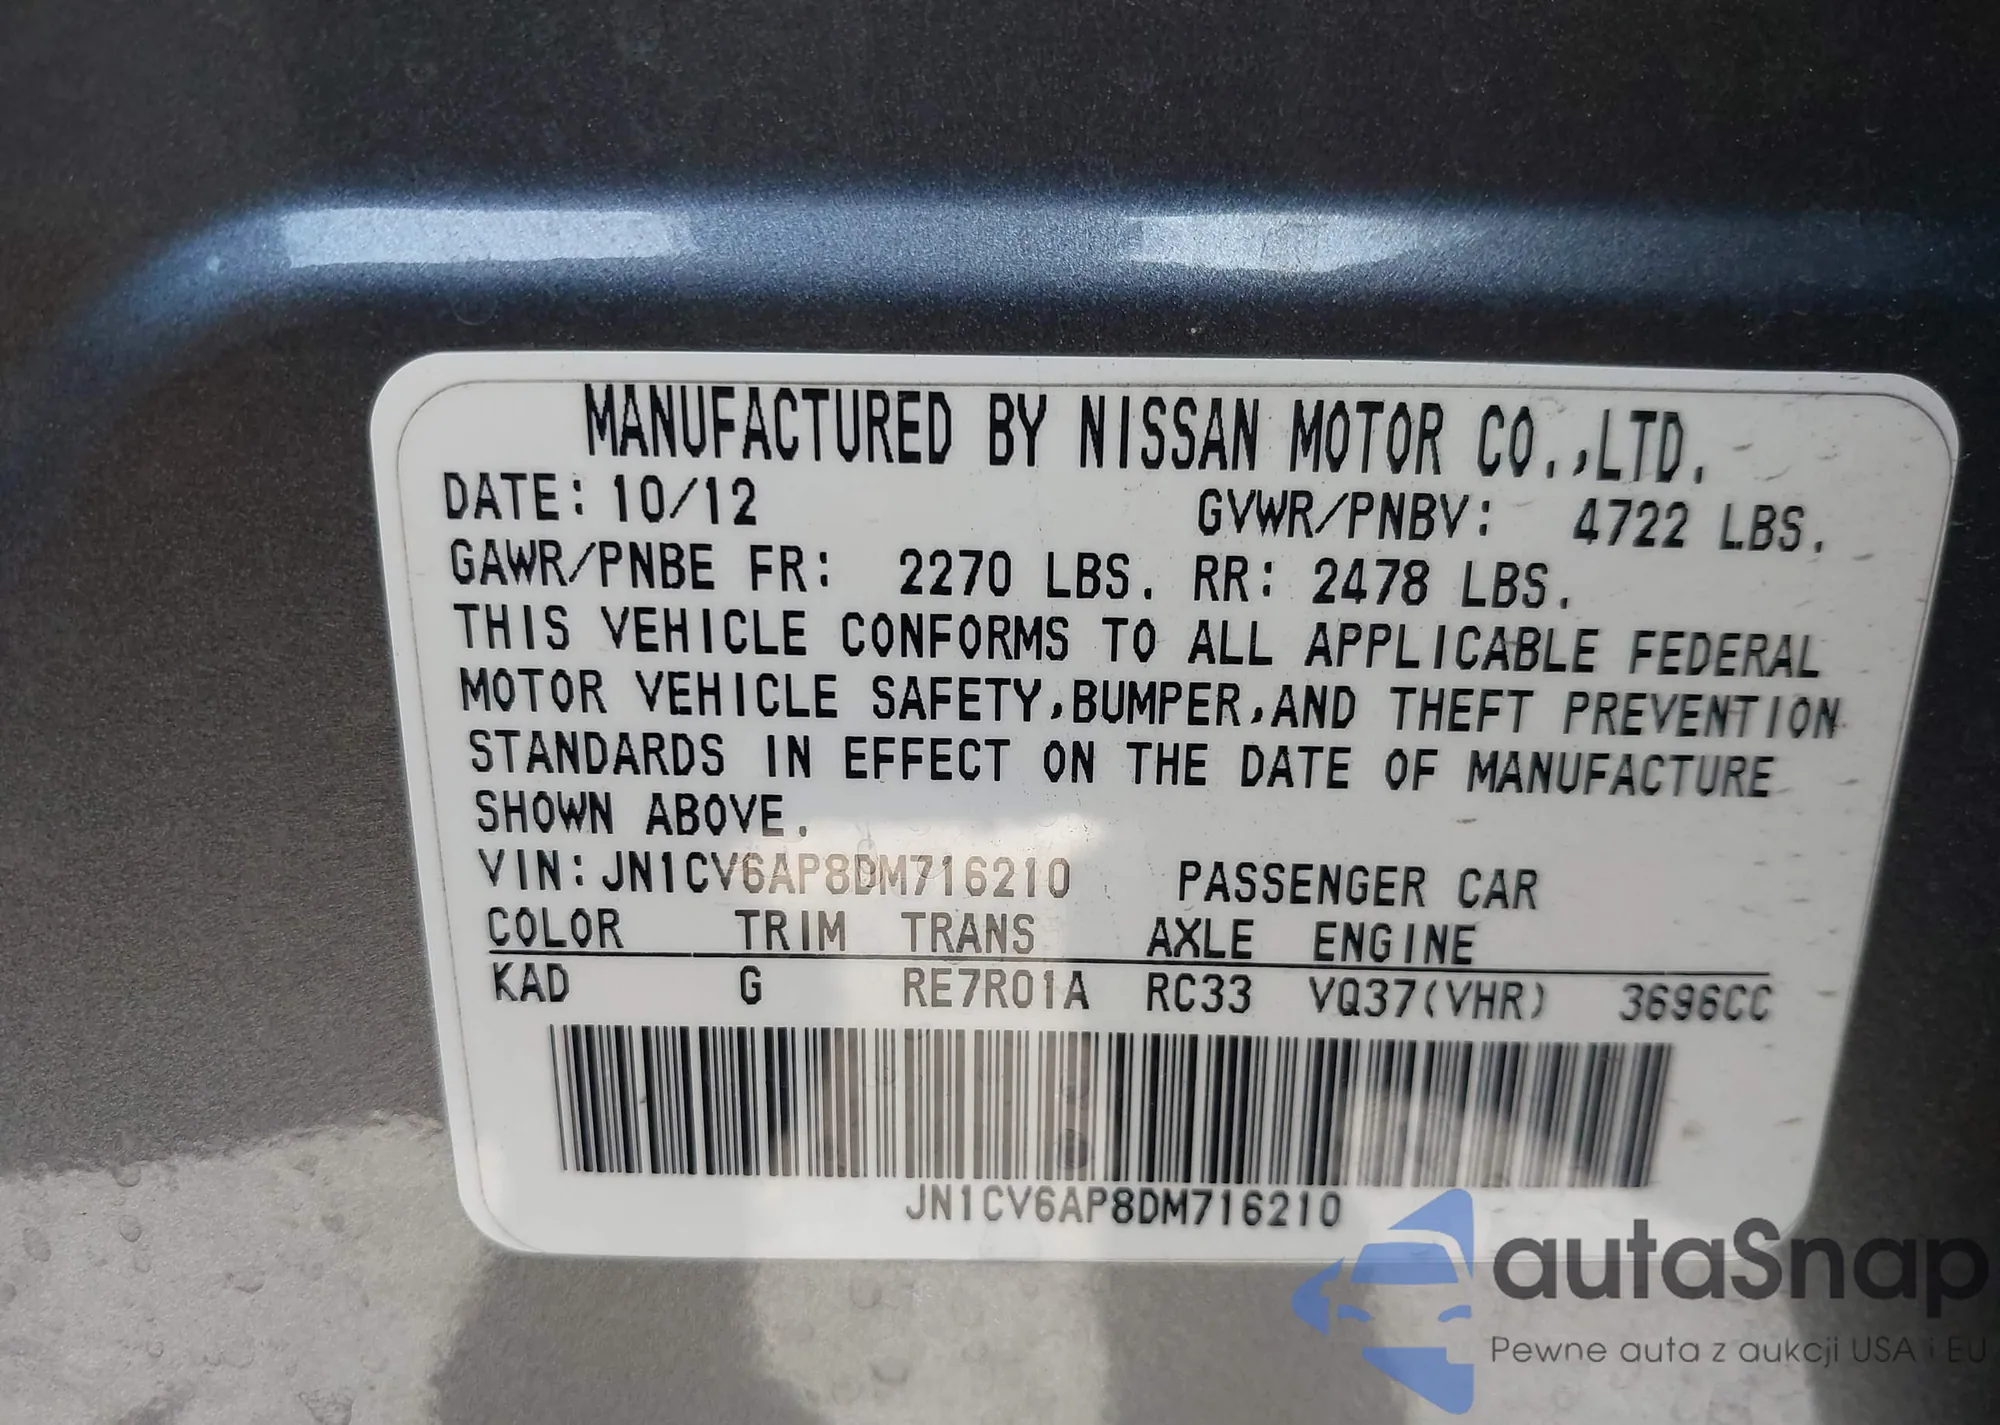 MANUFACTURED BY NISSAN MOTOR CO.,LTD.
DATE: 10/12 GVWR/PNBV: 4722 LBS.
GAWR/PNBE FR: 2270 LBS. RR: 2478 LBS.
THIS VEHICLE CONFORMS TO ALL APPLICABLE FEDERAL
MOTOR VEHICLE SAFETY,BUMPER,AND THEFT PREVENTION
STANDARDS IN EFFECT ON THE DATE OF MANUFACTURE
SHOWN ABOVE.
VIN: JN1CV6AP8DM716210 PASSENGER CAR
COLOR TRIM TRANS AXLE ENGINE
KAD G RE7R01A RC33 VQ37(VHR) 3696CC
JN1CV6AP8DM716210
autaSnap
Pewne auta z aukcji USA i EU